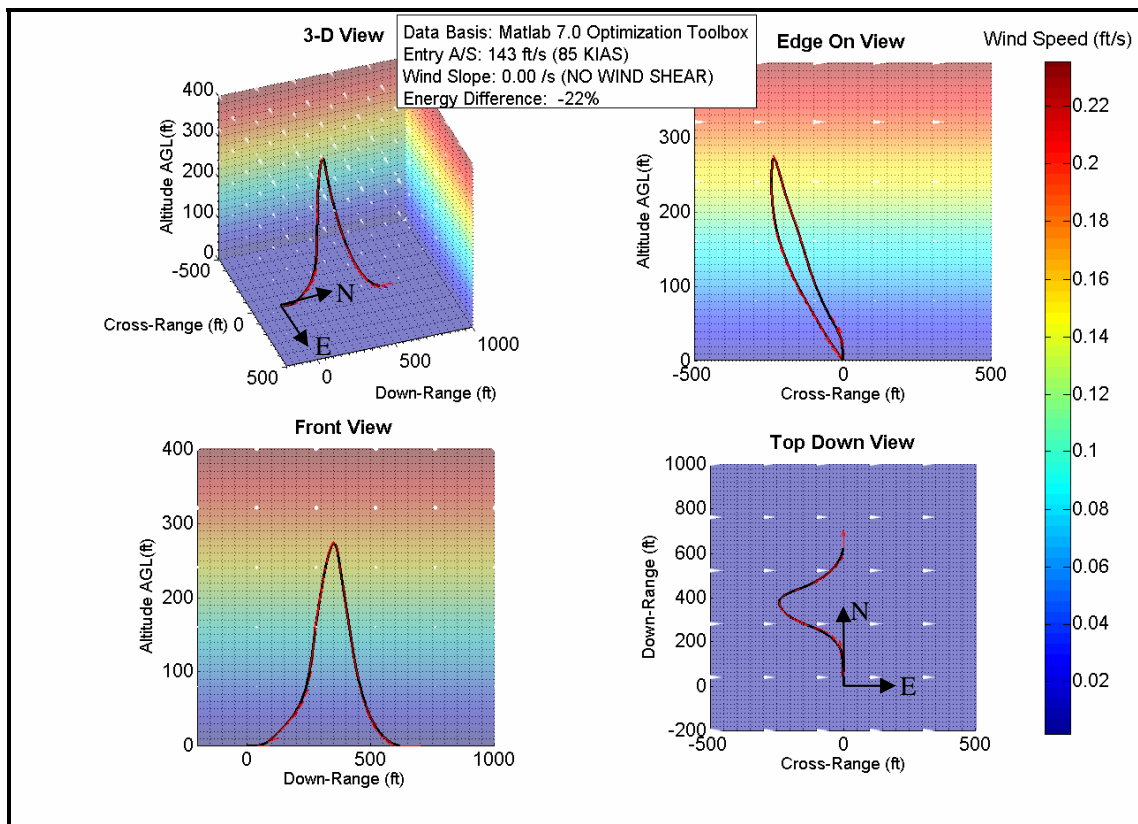 3-D View
Data Basis: Matlab 7.0 Optimization Toolbox
Entry A/S: 143 ft/s (85 KIAS)
Wind Slope: 0.00 /s (NO WIND SHEAR)
Energy Difference: -22%
Edge On View
Wind Speed (ft/s)
400
300
200
100
0
Altitude AGL(ft)
-500
0
500
Cross-Range (ft)
0
500
1000
Down-Range (ft)
N
E
300
200
100
0
Altitude AGL(ft)
-500
0
500
Cross-Range (ft)
0.22
0.2
0.18
0.16
0.14
0.12
0.1
0.08
0.06
0.04
0.02
Front View
400
300
200
100
0
Altitude AGL(ft)
0
500
1000
Down-Range (ft)
Top Down View
1000
800
600
400
200
0
-200
Down-Range (ft)
N
E
-500
0
500
Cross-Range (ft)